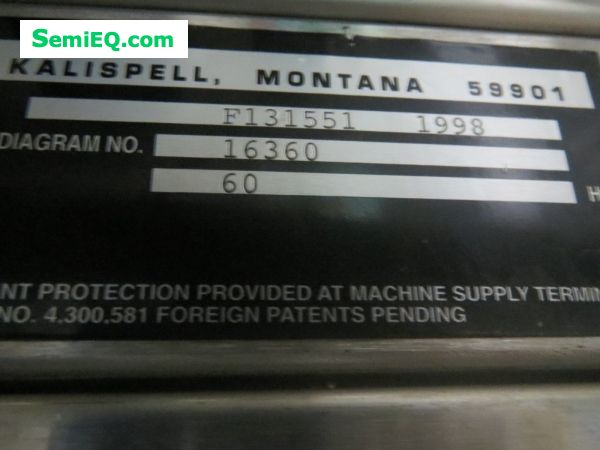 SemiEQ.com
KALISPELL, MONTANA 59901
F131551 1998
DIAGRAM NO. 16360
60 H
NT PROTECTION PROVIDED AT MACHINE SUPPLY TERMIN
NO. 4,300,581 FOREIGN PATENTS PENDING